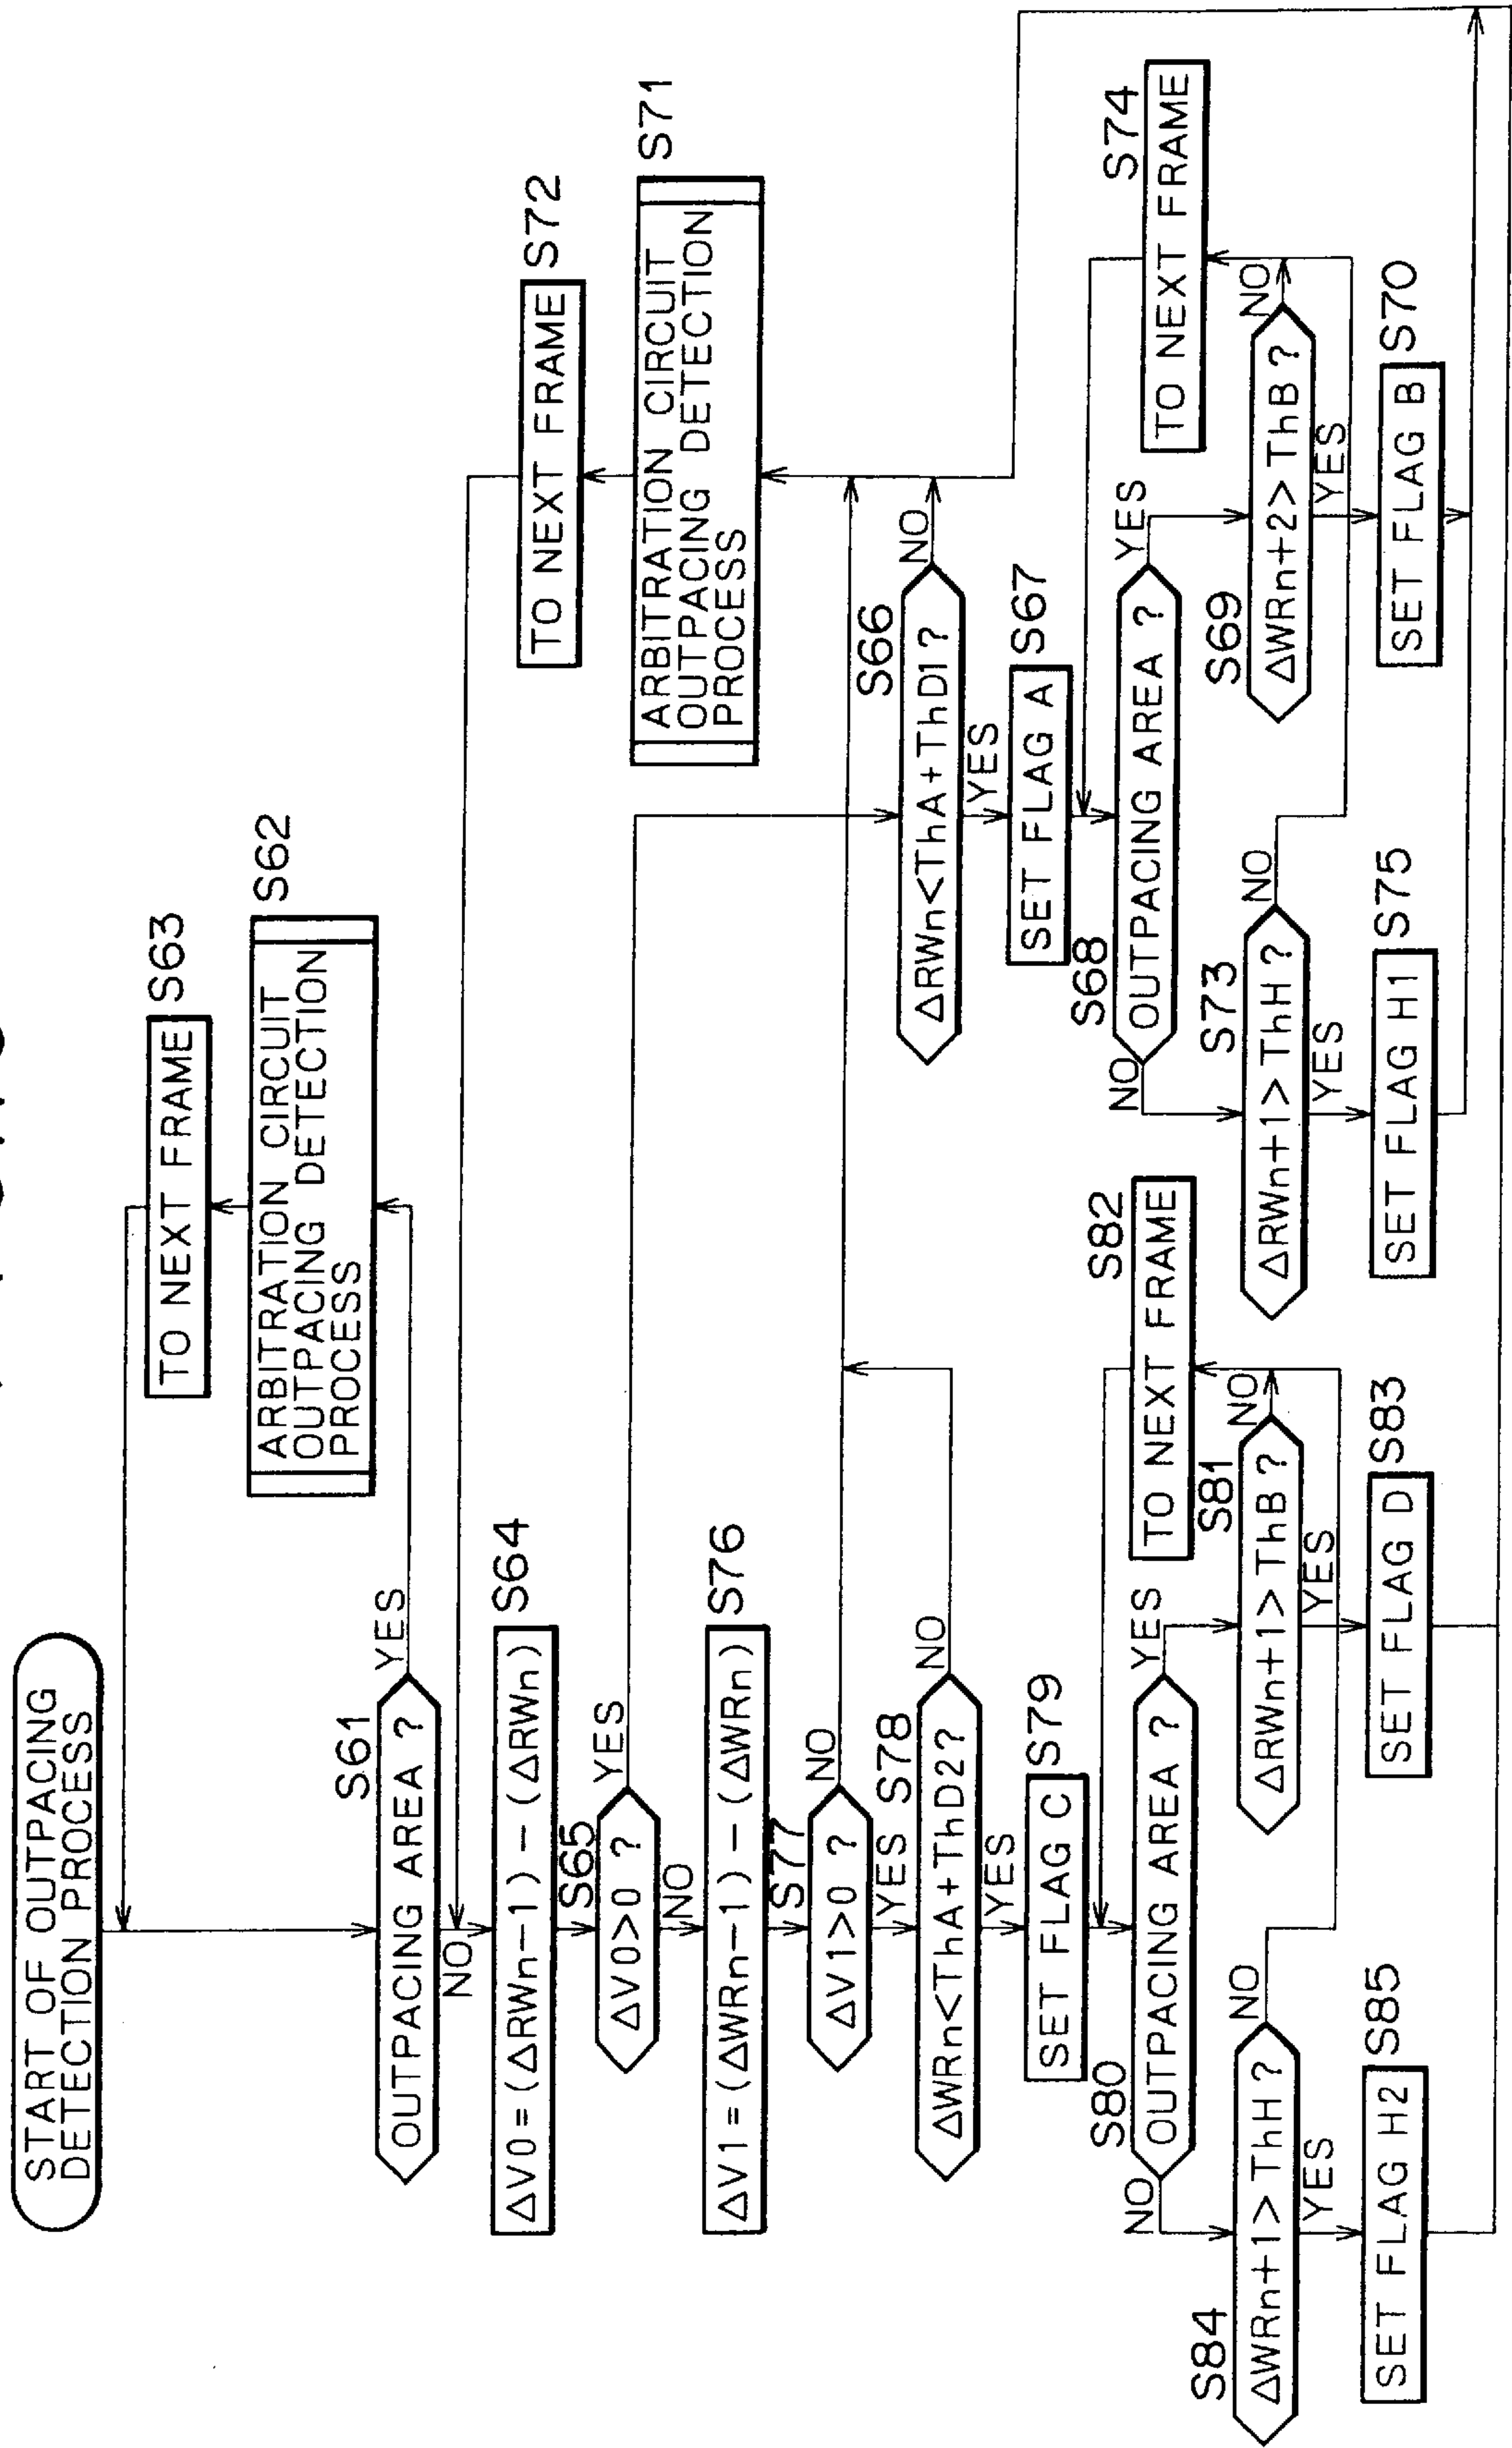 START OF OUTPACING
DETECTION PROCESS
TO NEXT FRAME
S63
ARBITRATION CIRCUIT
OUTPACING DETECTION
PROCESS
S62
S61
OUTPACING AREA ?
YES
NO
ΔV0=(ΔRWn-1)-(ΔRWn)
S64
S65
ΔV0>0 ?
YES
NO
ΔV1=(ΔWRn-1)-(ΔWRn)
S76
S77
ΔV1>0 ?
NO
YES
S78
ΔWRn<ThA+ThD2?
NO
YES
SET FLAG C
S79
S80
OUTPACING AREA ?
YES
NO
TO NEXT FRAME
S82
S81
ΔRWn+1>ThB ?
NO
YES
SET FLAG D
S83
S84
ΔWRn+1>ThH ?
NO
YES
SET FLAG H2
S85
TO NEXT FRAME
S72
ARBITRATION CIRCUIT
OUTPACING DETECTION
PROCESS
S71
S66
ΔRWn<ThA+ThD1?
NO
YES
SET FLAG A
S67
S68
OUTPACING AREA ?
YES
NO
TO NEXT FRAME
S74
S69
ΔWRn+2>ThB ?
NO
YES
SET FLAG B
S70
S73
ΔRWn+1>ThH ?
NO
YES
SET FLAG H1
S75